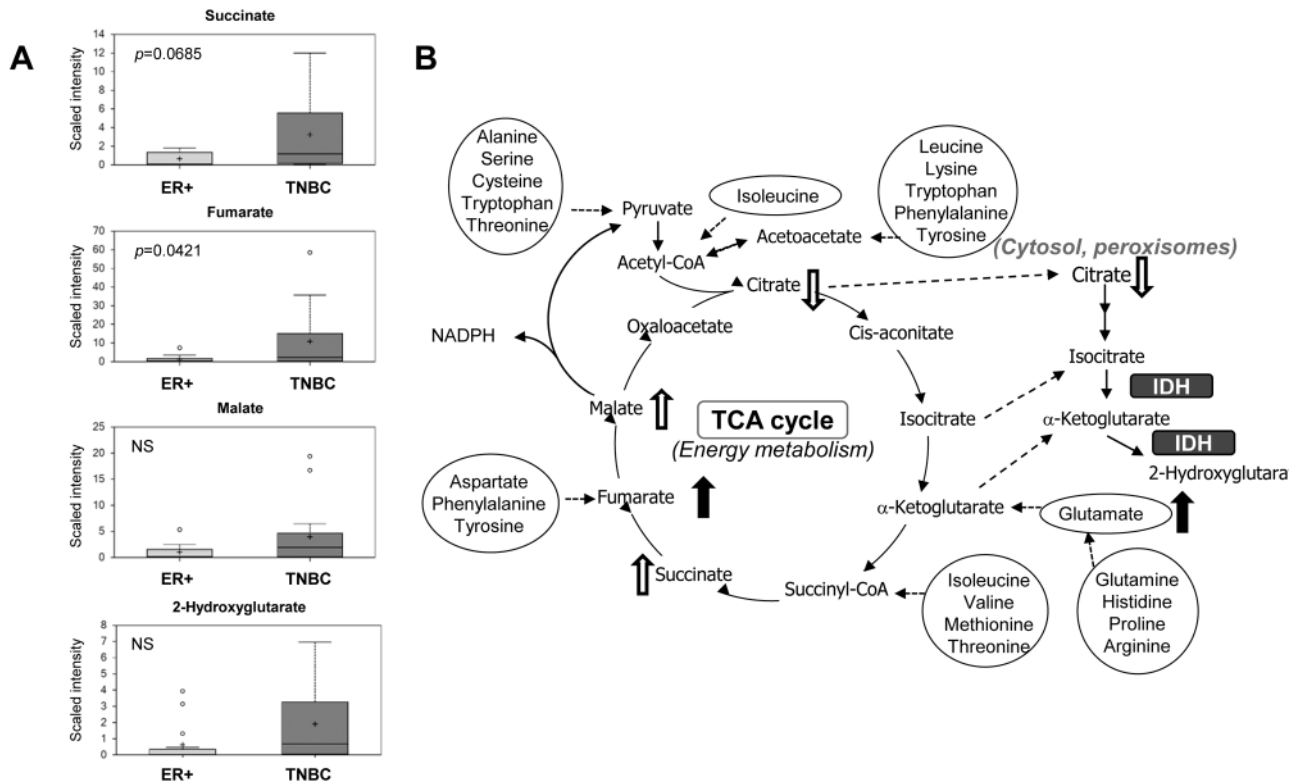 A
Succinate
Scaled intensity
14
12
10
8
6
4
2
0
p=0.0685
ER+
TNBC
Fumarate
Scaled intensity
70
60
50
40
30
20
10
0
p=0.0421
ER+
TNBC
Malate
Scaled intensity
25
20
15
10
5
0
NS
ER+
TNBC
2-Hydroxyglutarate
Scaled intensity
8
7
6
5
4
3
2
1
0
NS
ER+
TNBC
B
Alanine
Serine
Cysteine
Tryptophan
Threonine
Pyruvate
Isoleucine
Leucine
Lysine
Tryptophan
Phenylalanine
Tyrosine
Acetoacetate
Acetyl-CoA
(Cytosol, peroxisomes)
Citrate
Citrate
Oxaloacetate
Cis-aconitate
NADPH
Isocitrate
IDH
Malate
TCA cycle
(Energy metabolism)
Isocitrate
α-Ketoglutarate
IDH
2-Hydroxyglutarat
Aspartate
Phenylalanine
Tyrosine
Fumarate
α-Ketoglutarate
Glutamate
Succinate
Succinyl-CoA
Isoleucine
Valine
Methionine
Threonine
Glutamine
Histidine
Proline
Arginine